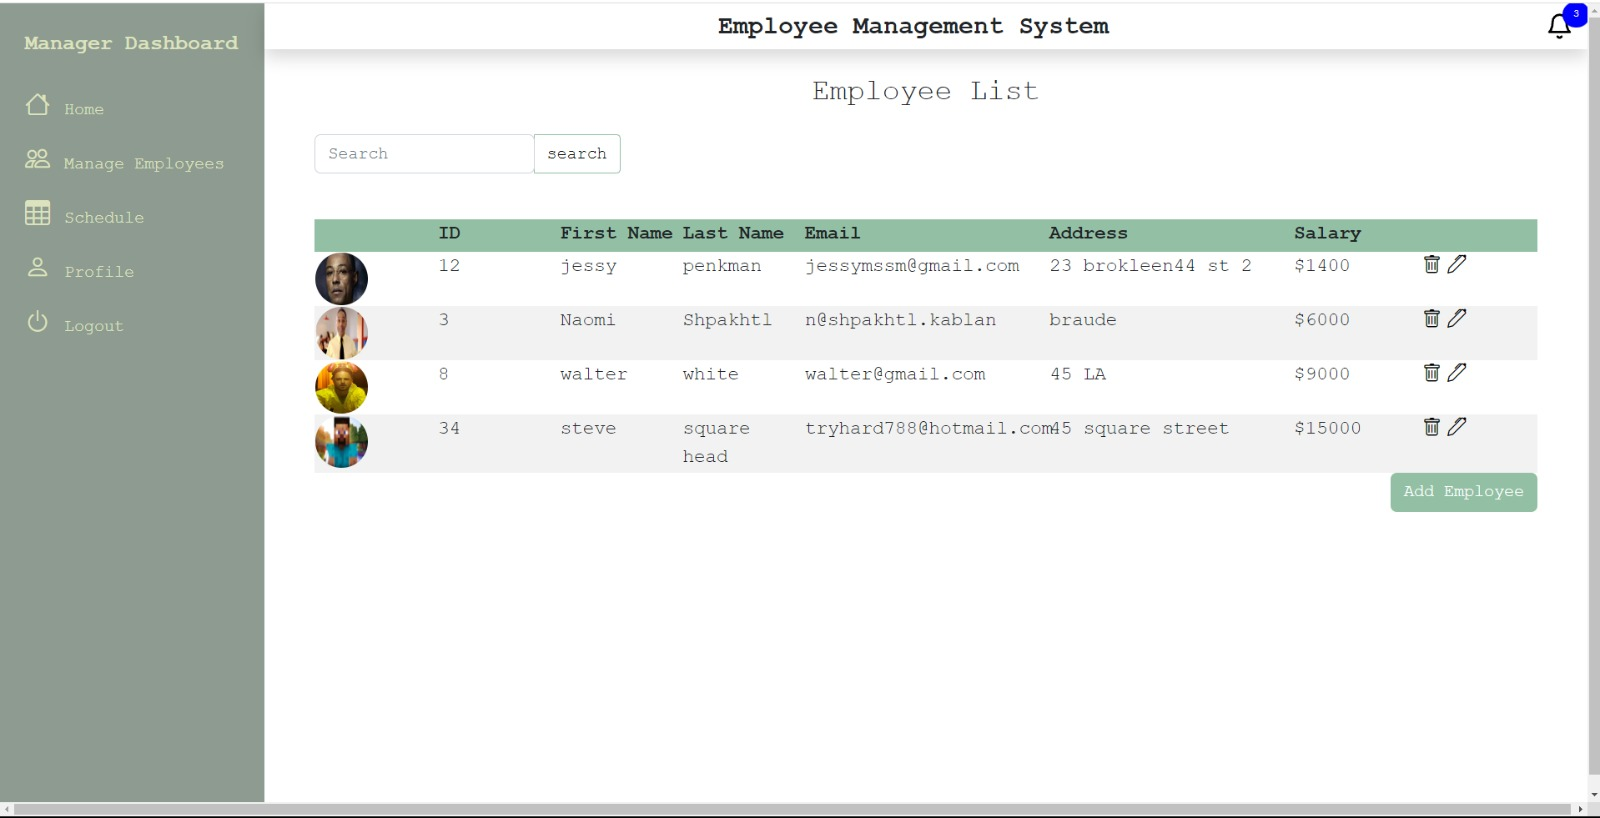 Manager Dashboard
Home
Manage Employees
Schedule
Profile
Logout
Employee Management System
3
Employee List
Search search
ID First Name Last Name Email Address Salary
12 jessy penkman jessymssm@gmail.com 23 brokleen44 st 2 $1400
3 Naomi Shpakhtl n@shpakhtl.kablan braude $6000
8 walter white walter@gmail.com 45 LA $9000
34 steve square tryhard788@hotmail.com 45 square street $15000
head
Add Employee